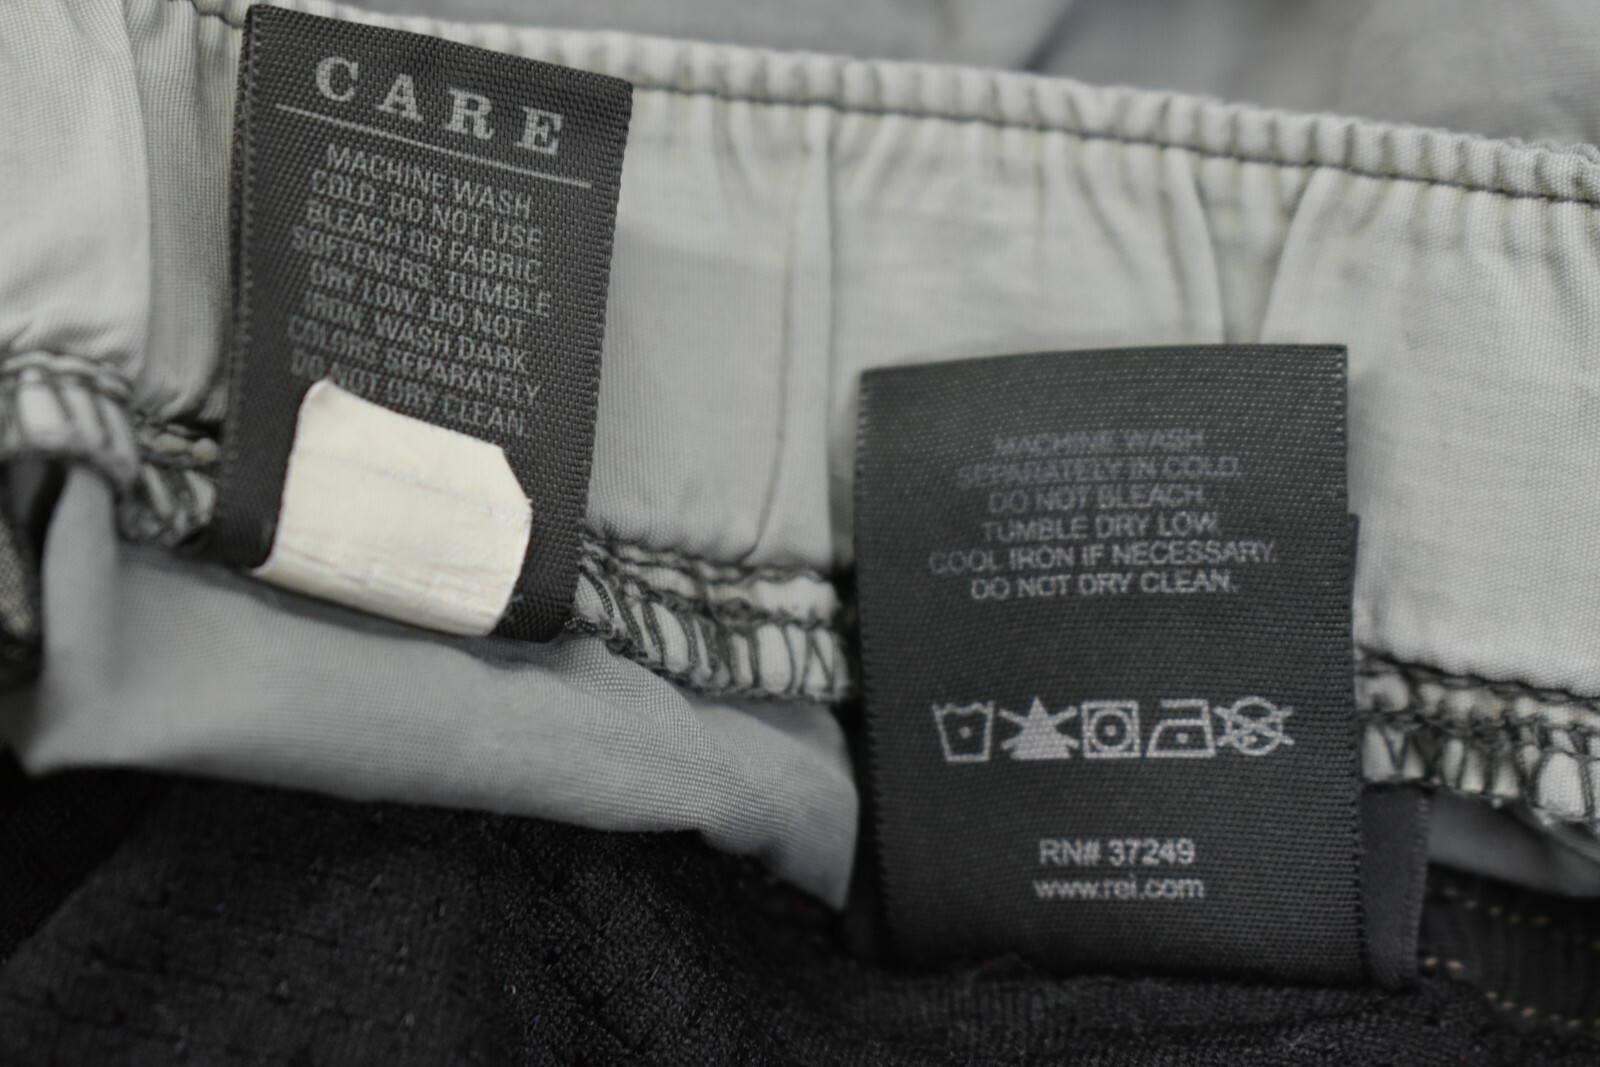 CARE
MACHINE WASH
COLD. DO NOT USE
BLEACH OR FABRIC
SOFTENERS. TUMBLE
DRY LOW. DO NOT
IRON. WASH DARK
COLORS SEPARATELY
DO NOT DRY CLEAN.
MACHINE WASH
SEPARATELY IN COLD.
DO NOT BLEACH.
TUMBLE DRY LOW.
COOL IRON IF NECESSARY.
DO NOT DRY CLEAN.
RN# 37249
www.rei.com